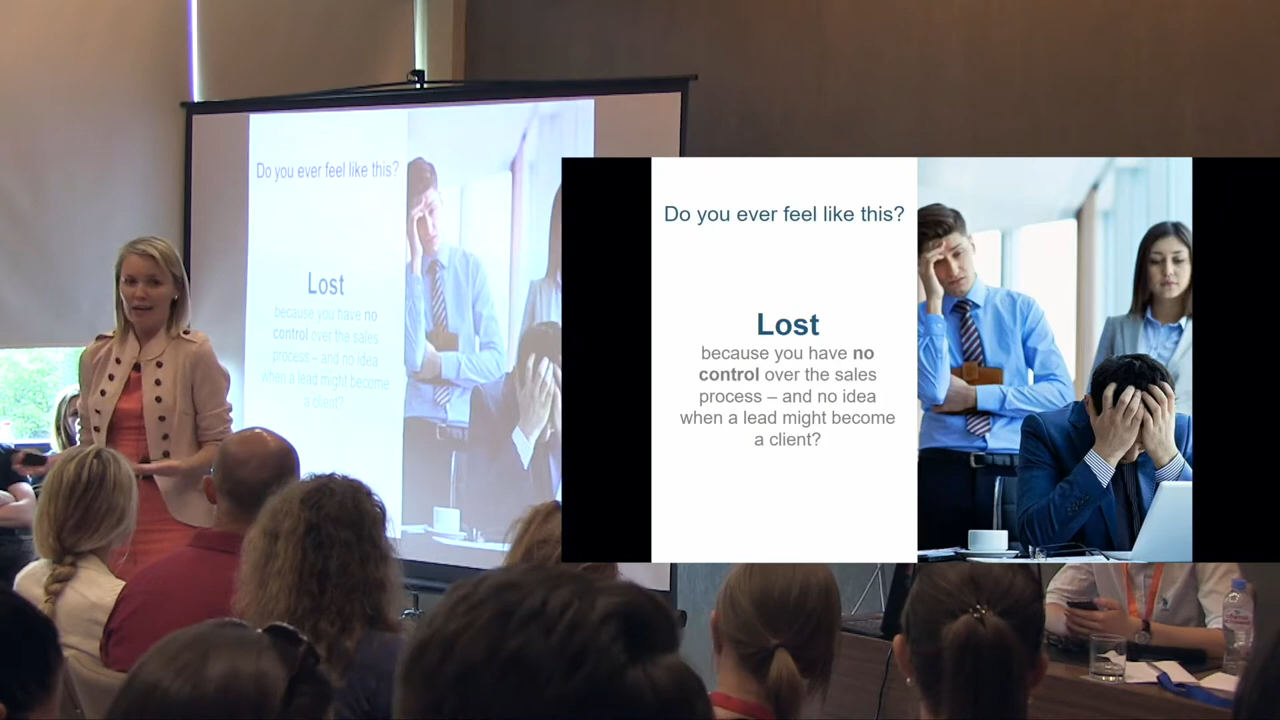 Do you ever feel like this?
Lost
because you have no
control over the sales
process – and no idea
when a lead might become
a client?
Do you ever feel like this?
Lost
because you have no
control over the sales
process – and no idea
when a lead might become
a client?